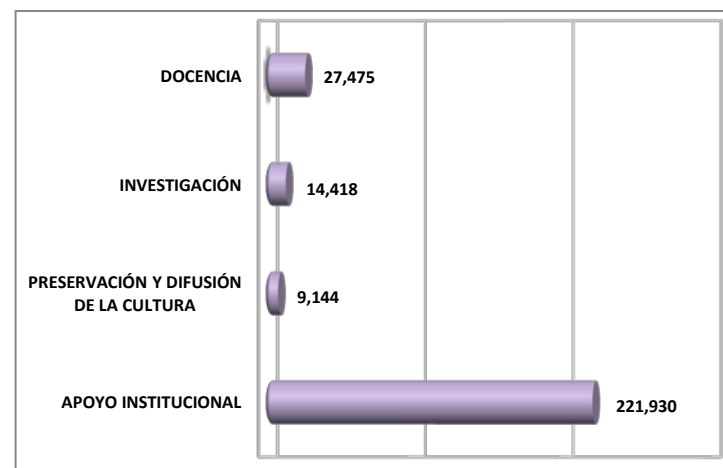 DOCENCIA
27,475
INVESTIGACIÓN
14,418
PRESERVACIÓN Y DIFUSIÓN
DE LA CULTURA
9,144
APOYO INSTITUCIONAL
221,930